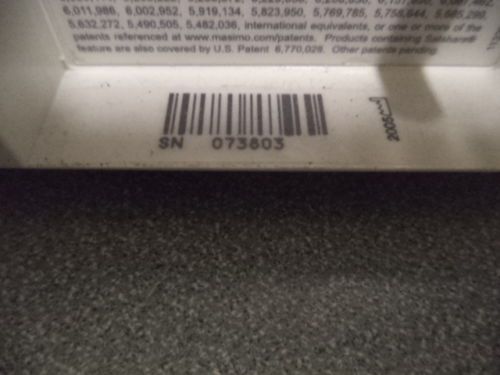 6,011,986, 6,002,952, 5,919,134, 5,823,950, 5,769,785, 5,758,644, 5,685,299,
5,632,272, 5,490,505, 5,482,036, international equivalents, or one or more of the
patents referenced at www.masimo.com/patents. Products containing Satshare®
feature are also covered by U.S. Patent 6,770,028. Other patents pending.
SN 073803
2005